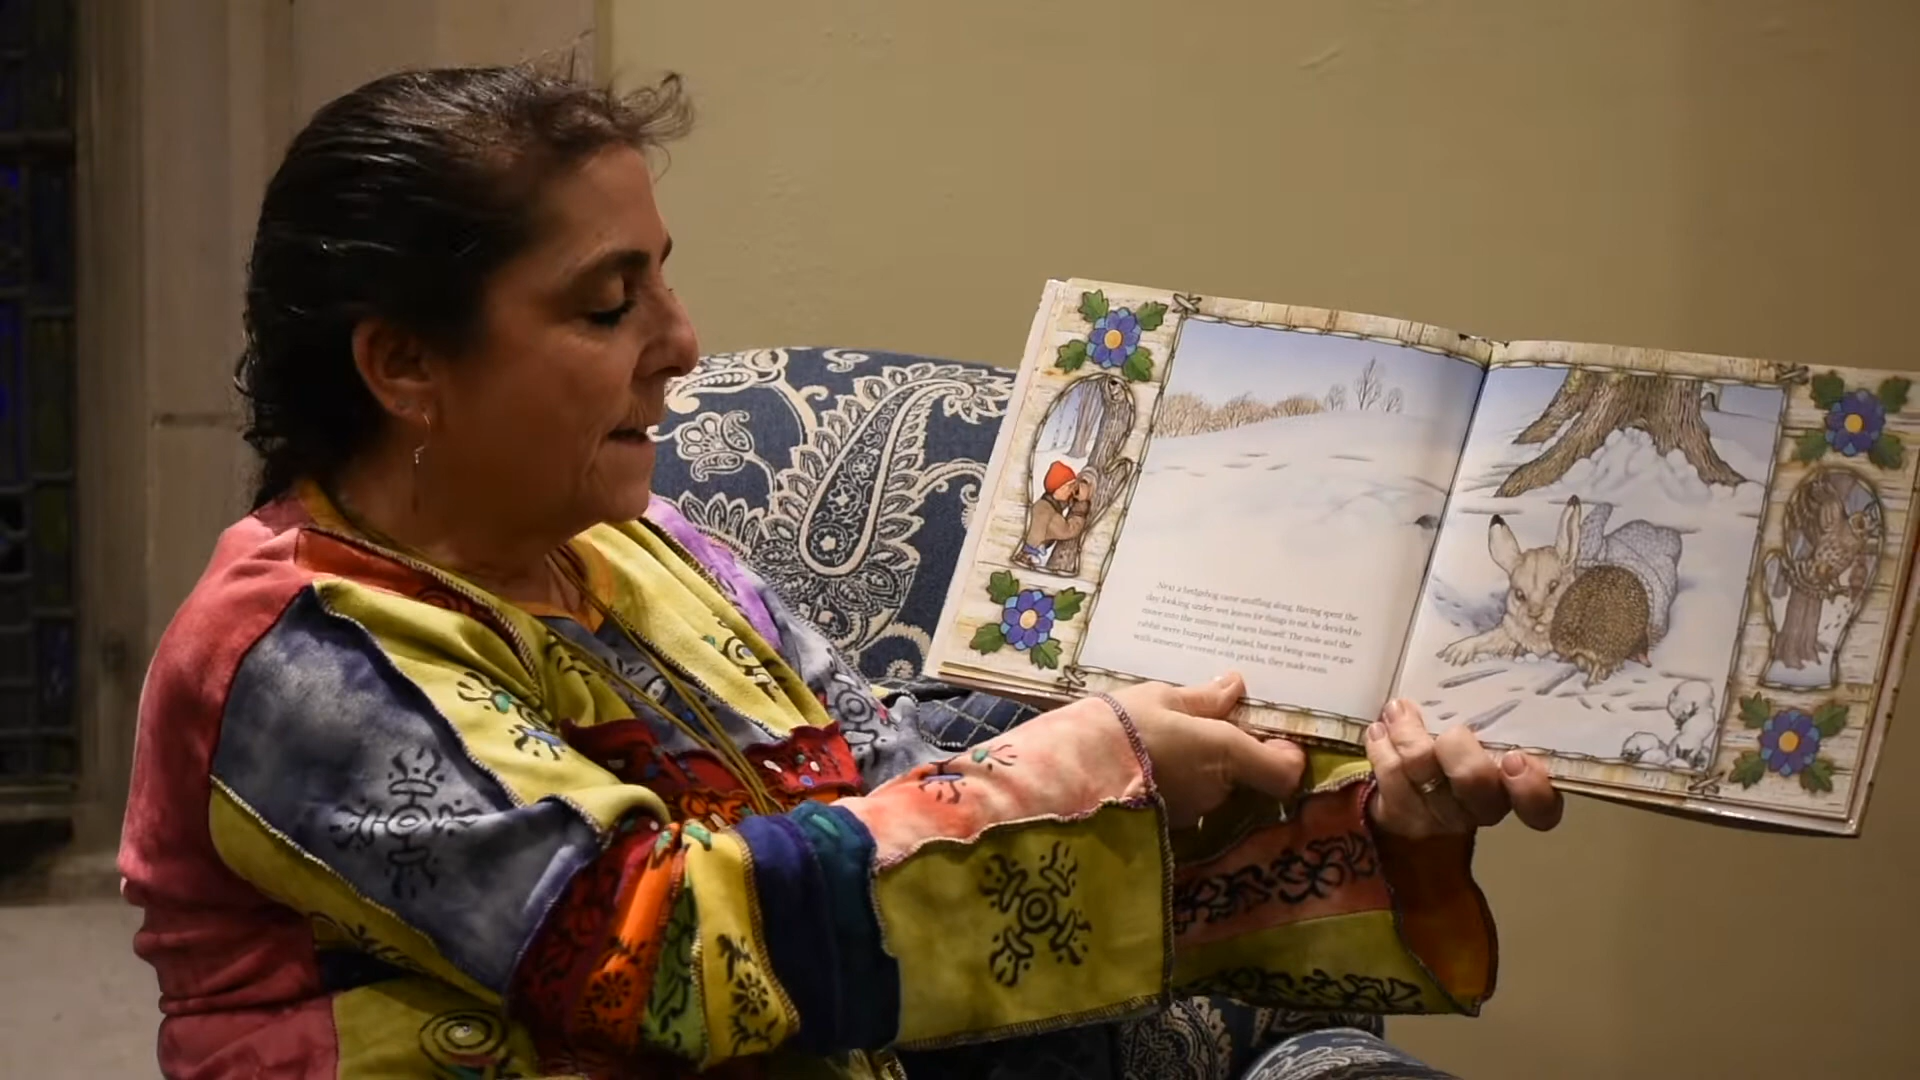 Next a hedgehog came snuffling along. Having spent the
day looking under wet leaves for things to eat, he decided to
move into the mitten and warm himself. The mole and the
rabbit were bumped and jostled, but not being ones to argue
with someone covered with prickles, they made room.